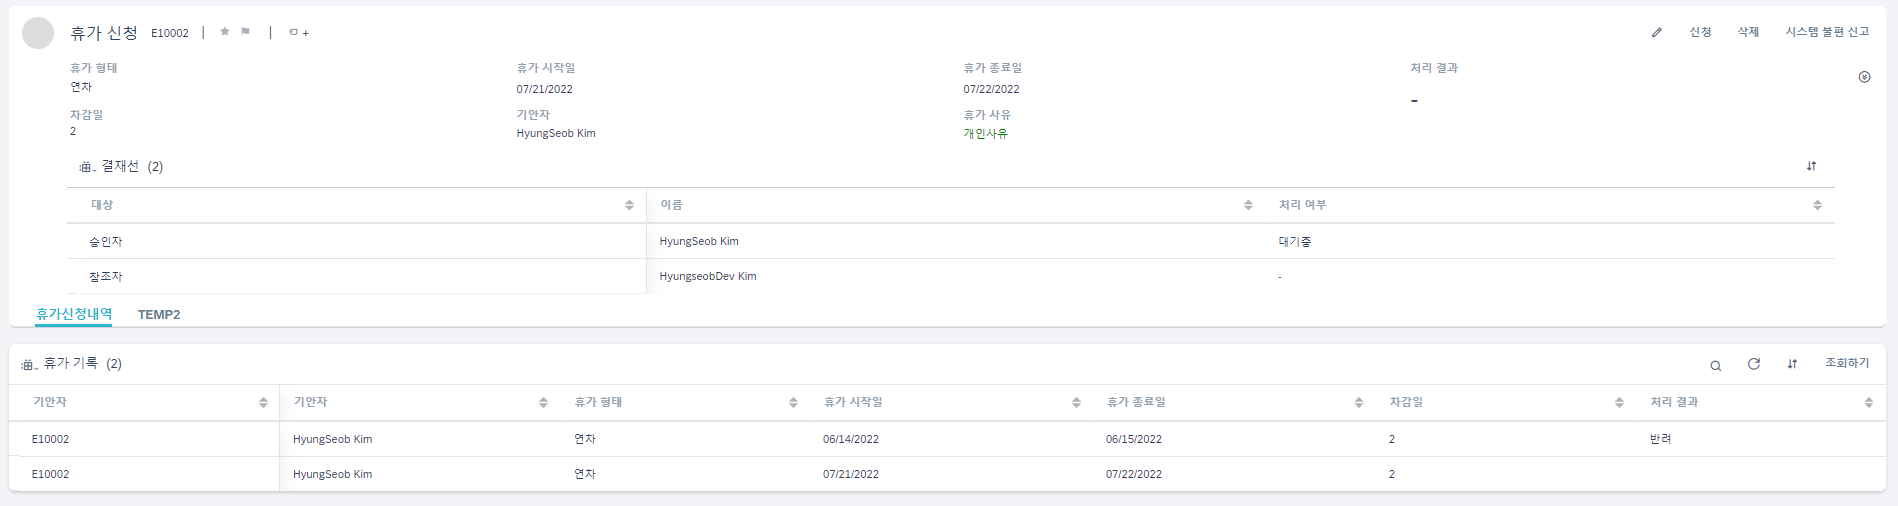 휴가 신청 E10002 | | +
신청 삭제 시스템 불편 신고
휴가 형태 휴가 시작일 휴가 종료일 처리 결과
연차 07/21/2022 07/22/2022 –
차감일 기안자 휴가 사유
2 HyungSeob Kim 개인사유
결재선 (2)
대상 이름 처리 여부
승인자 HyungSeob Kim 대기중
참조자 HyungseobDev Kim -
휴가신청내역 TEMP2
휴가 기록 (2) 조회하기
기안자 기안자 휴가 형태 휴가 시작일 휴가 종료일 차감일 처리 결과
E10002 HyungSeob Kim 연차 06/14/2022 06/15/2022 2 반려
E10002 HyungSeob Kim 연차 07/21/2022 07/22/2022 2